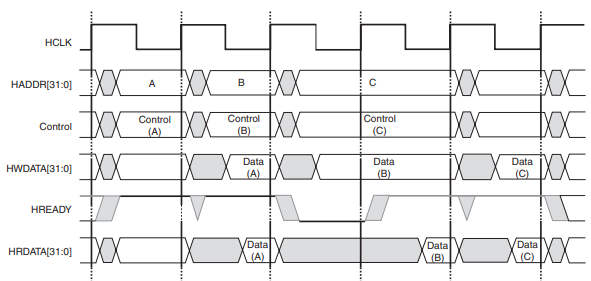 HCLK
HADDR[31:0] A B C
Control Control (A) Control (B) Control (C)
HWDATA[31:0] Data (A) Data (B) Data (C)
HREADY
HRDATA[31:0] Data (A) Data (B) Data (C)